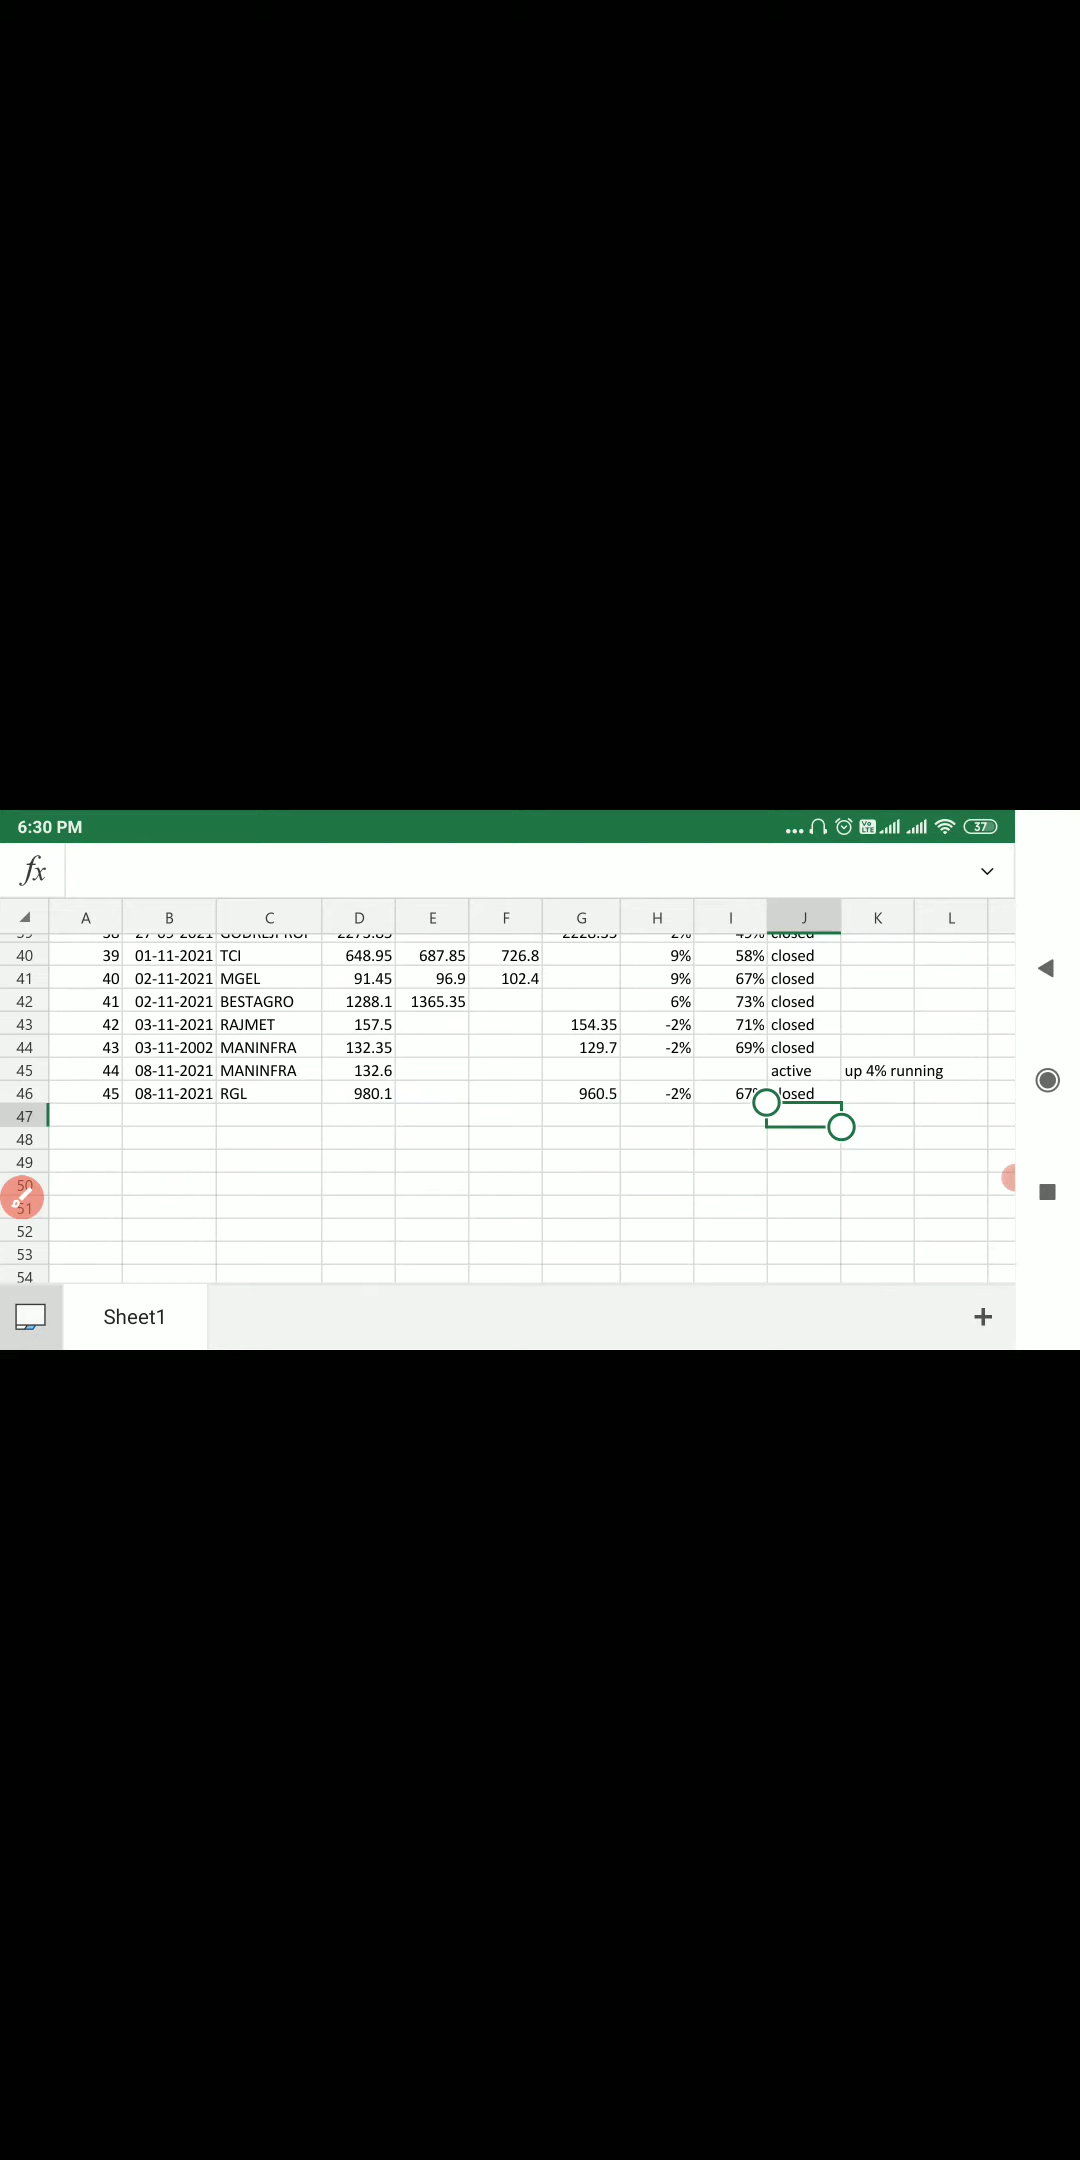 6:30 PM
37
fx
A B C D E F G H I J K L
40 39 01-11-2021 TCI 648.95 687.85 726.8 9% 58% closed
41 40 02-11-2021 MGEL 91.45 96.9 102.4 9% 67% closed
42 41 02-11-2021 BESTAGRO 1288.1 1365.35 6% 73% closed
43 42 03-11-2021 RAJMET 157.5 154.35 -2% 71% closed
44 43 03-11-2002 MANINFRA 132.35 129.7 -2% 69% closed
45 44 08-11-2021 MANINFRA 132.6 active up 4% running
46 45 08-11-2021 RGL 980.1 960.5 -2% 67% closed
47
48
49
50
51
52
53
54
Sheet1